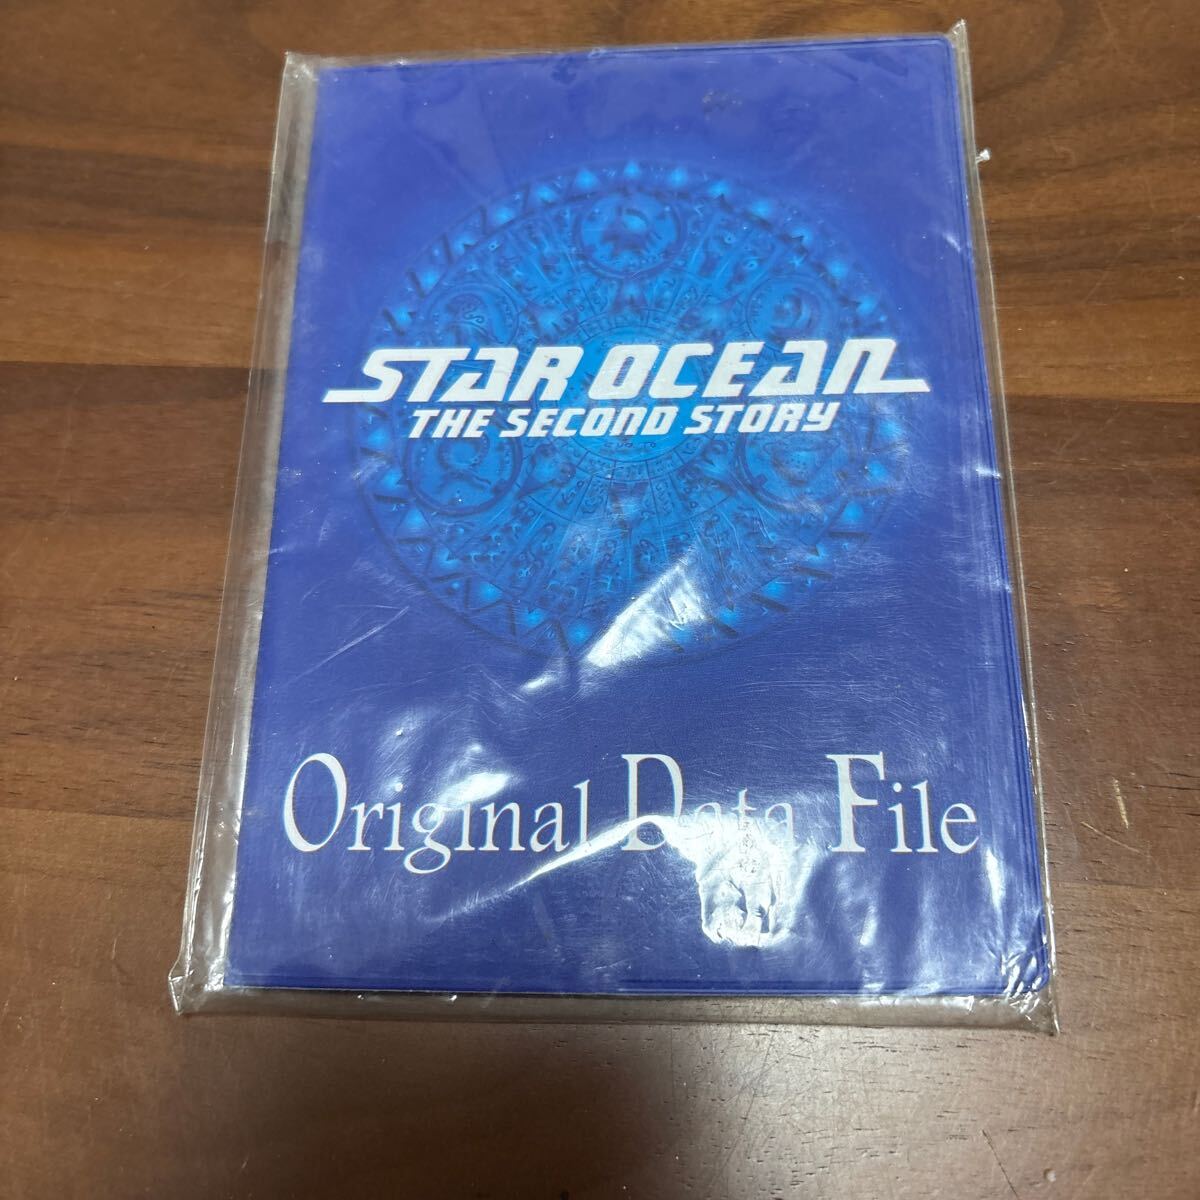 STAR OCEAN
THE SECOND STORY
Original Data File